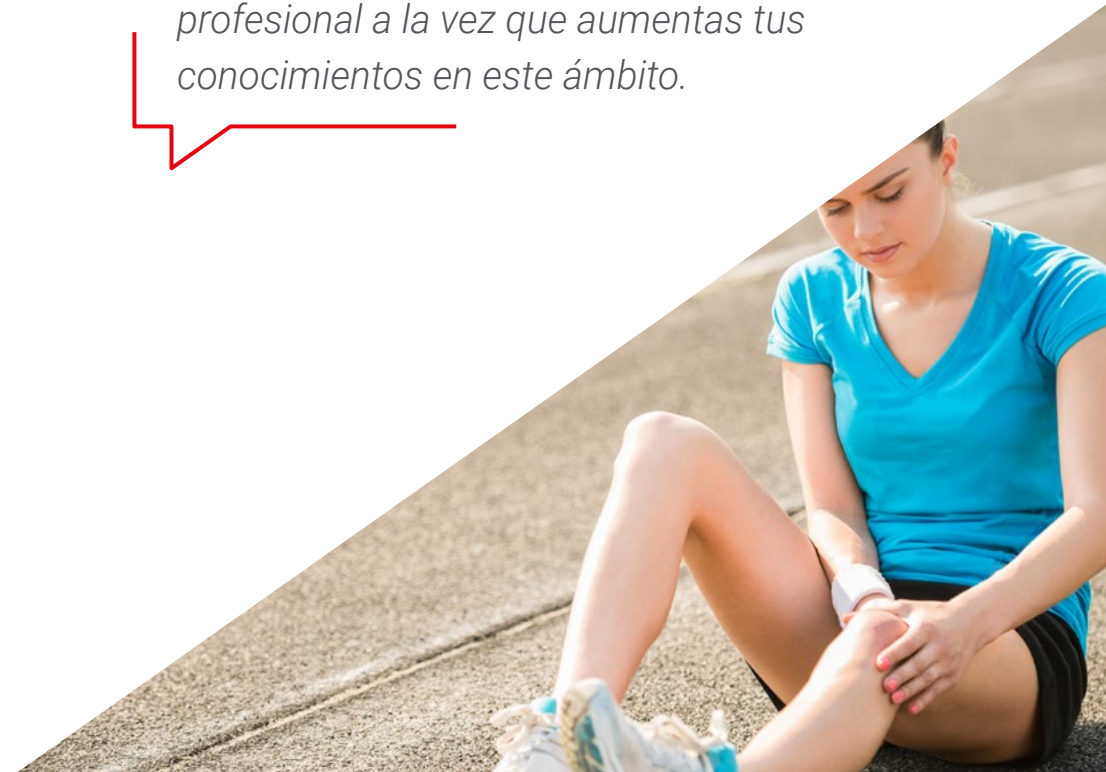 profesional a la vez que aumentas tus
conocimientos en este ámbito.